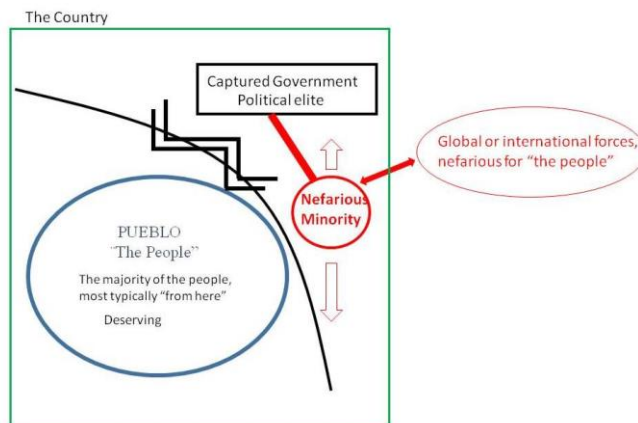 The Country
Captured Government
Political elite
Global or international forces,
nefarious for “the people”
Nefarious
Minority
PUEBLO
“The People”
The majority of the people,
most typically “from here”
Deserving